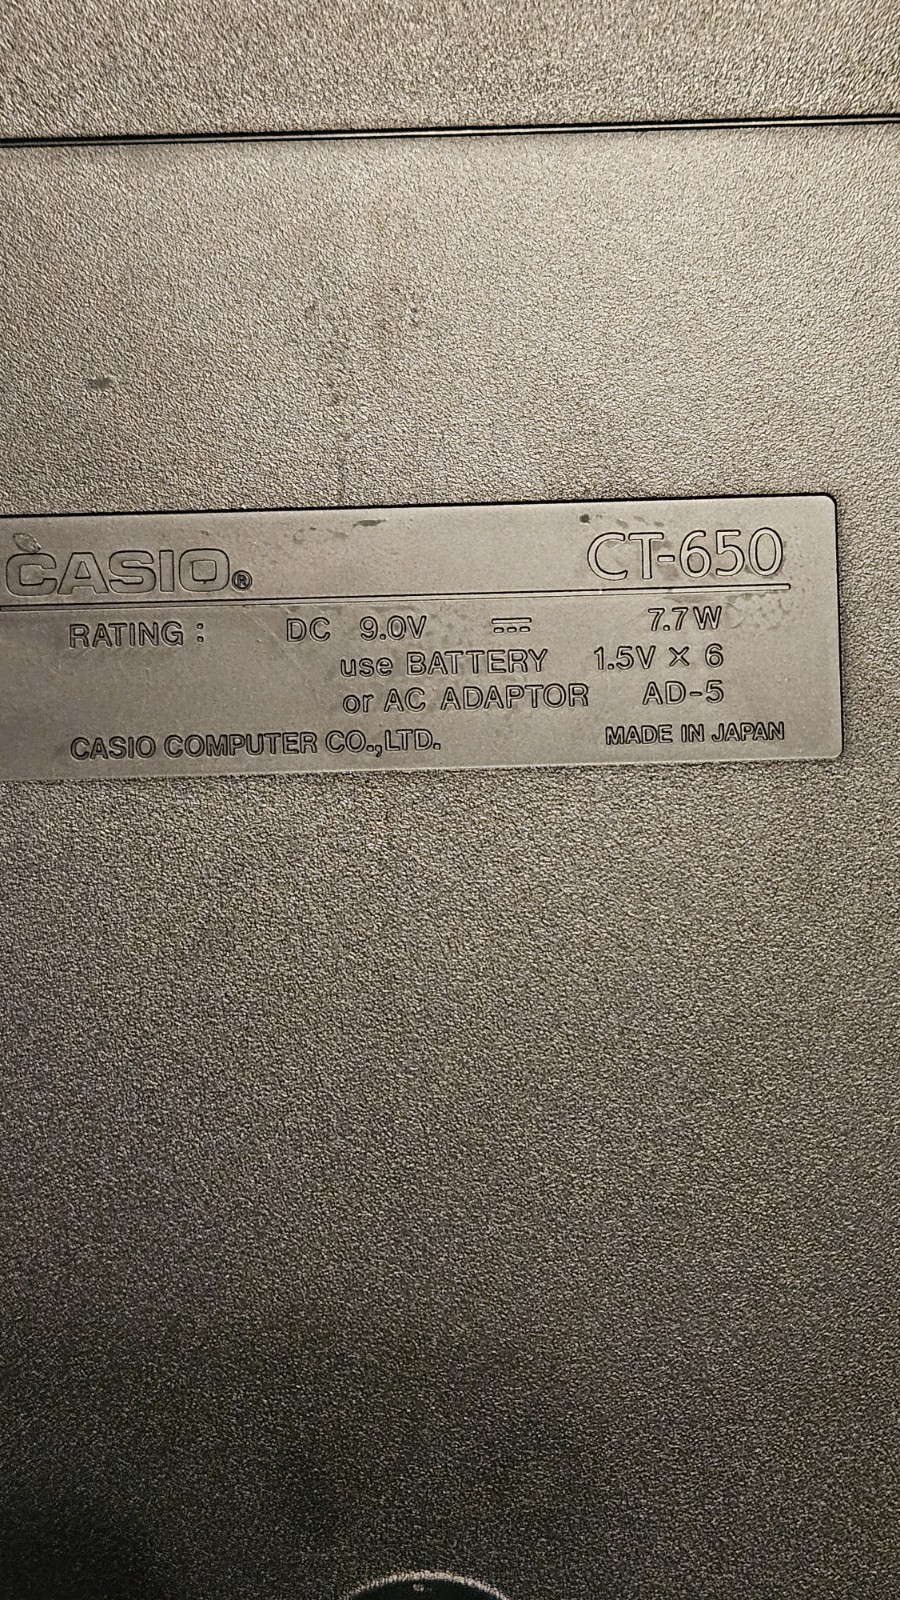 CASIO® CT-650
RATING : DC 9.0V ⎓ 7.7W
use BATTERY 1.5V × 6
or AC ADAPTOR AD-5
CASIO COMPUTER CO.,LTD. MADE IN JAPAN